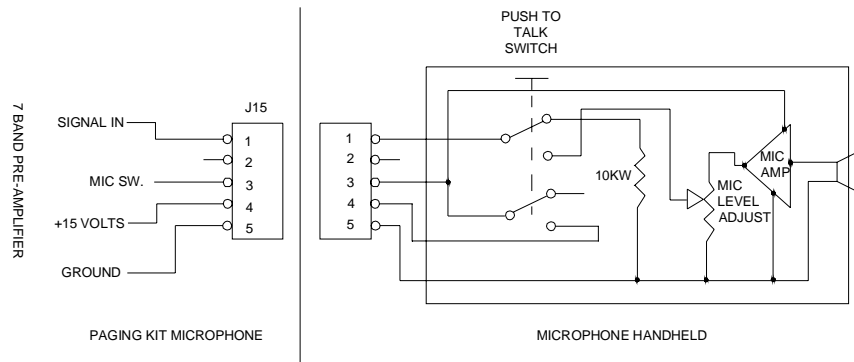 PUSH TO
TALK
SWITCH
7 BAND PRE-AMPLIFIER
J15
SIGNAL IN
MIC SW.
+15 VOLTS
GROUND
1
2
3
4
5
1
2
3
4
5
10KW
MIC
AMP
MIC
LEVEL
ADJUST
PAGING KIT MICROPHONE
MICROPHONE HANDHELD